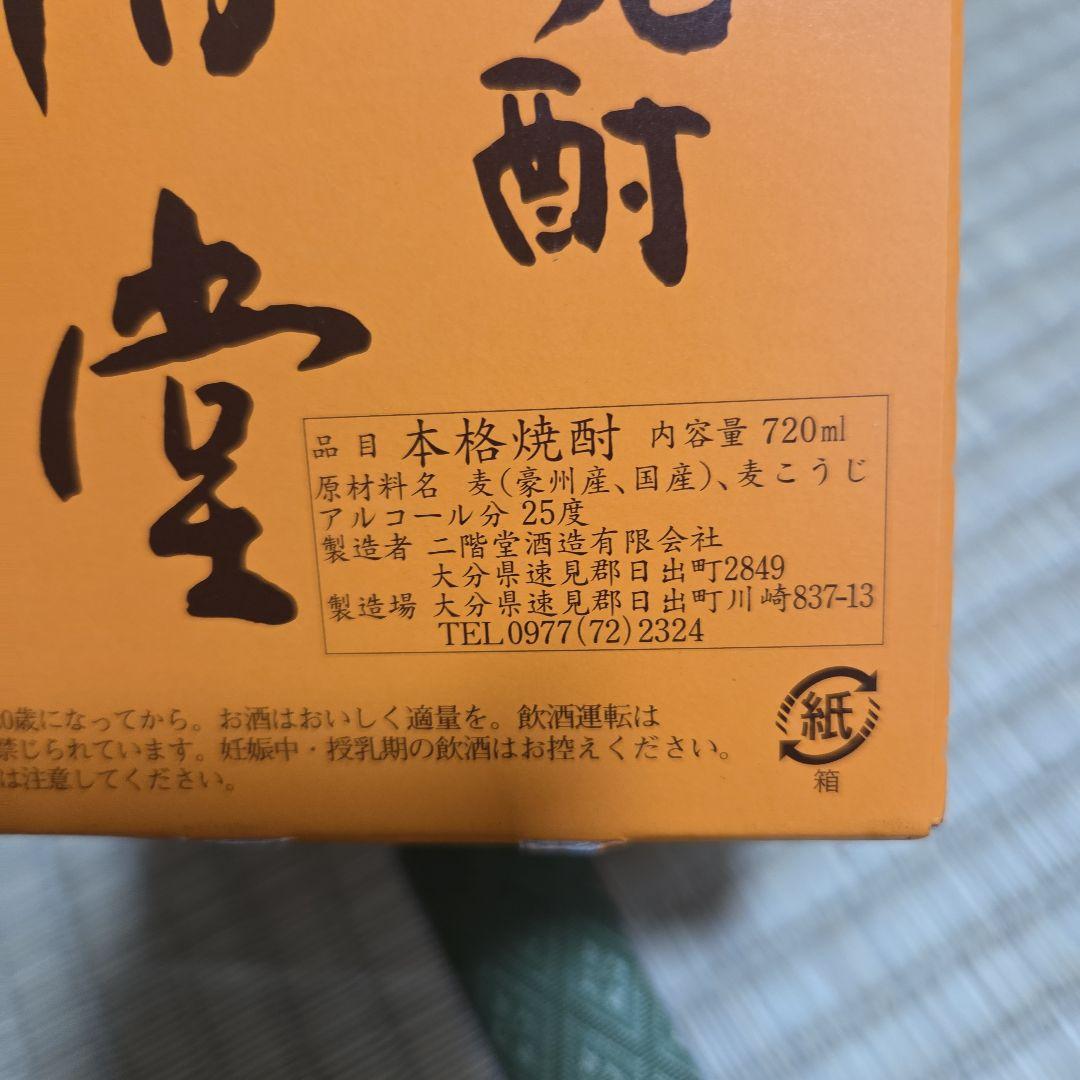 焼酎
階堂
品目 本格焼酎 内容量 720ml
原材料名 麦(豪州産、国産)、麦こうじ
アルコール分 25度
製造者 二階堂酒造有限会社
大分県速見郡日出町2849
製造場 大分県速見郡日出町川崎837-13
TEL0977(72)2324
0歳になってから。お酒はおいしく適量を。飲酒運転は
禁じられています。妊娠中・授乳期の飲酒はお控えください。
は注意してください。
紙
箱